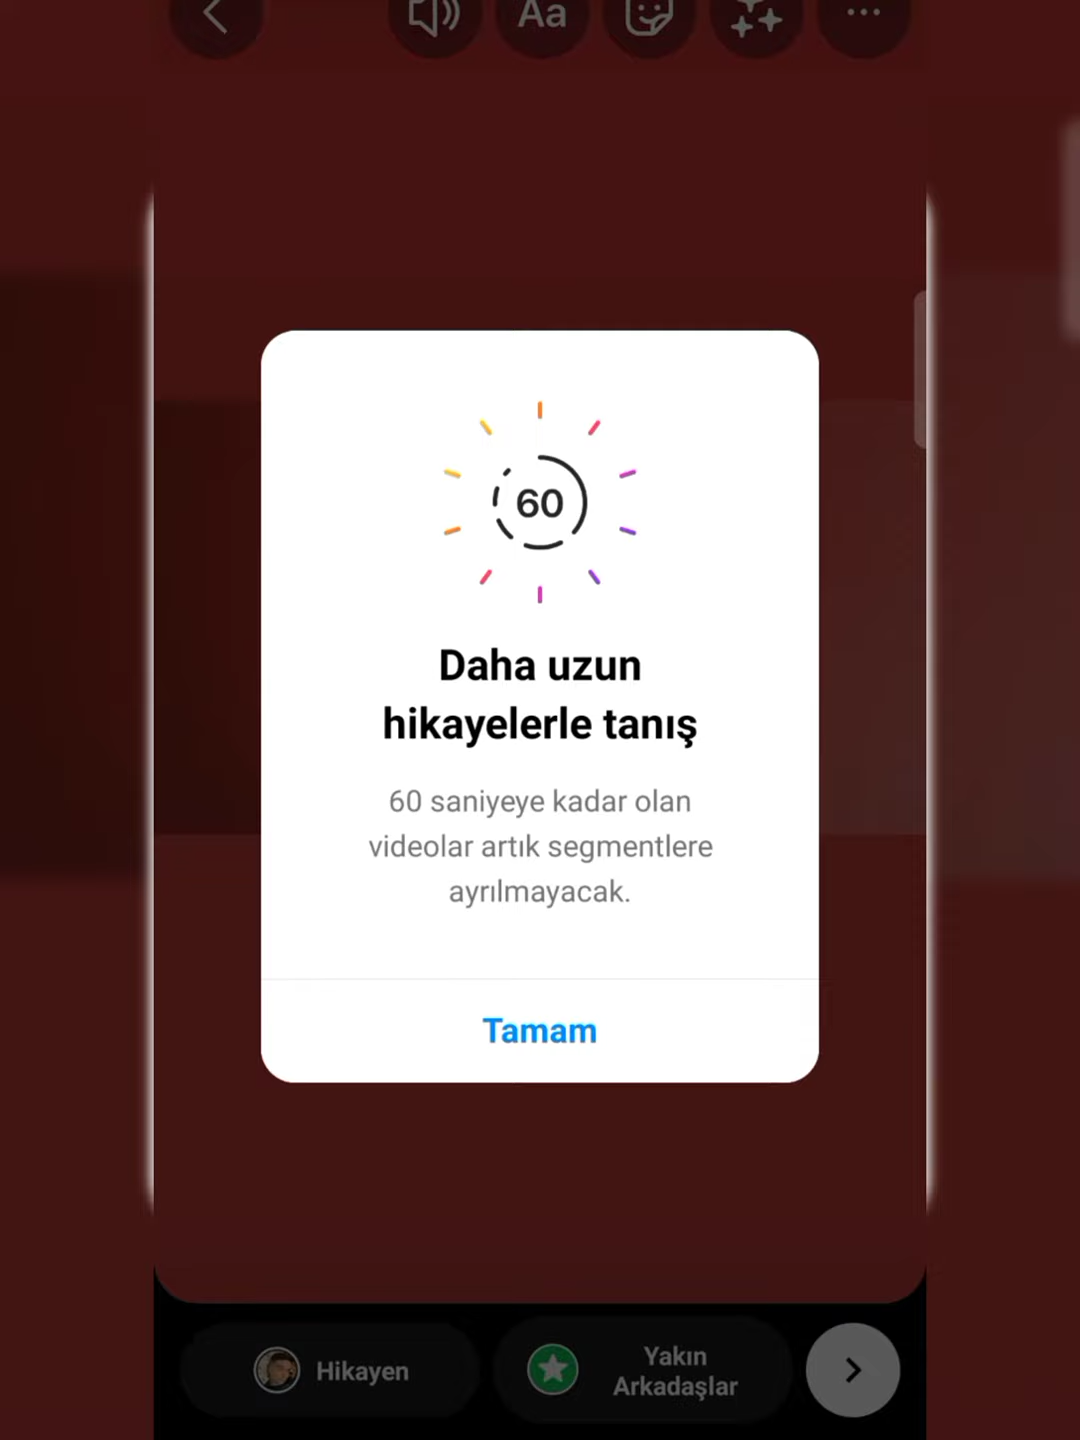 Aa
60
Daha uzun
hikayelerle tanış
60 saniyeye kadar olan
videolar artık segmentlere
ayrılmayacak.
Tamam
Hikayen
Yakın
Arkadaşlar